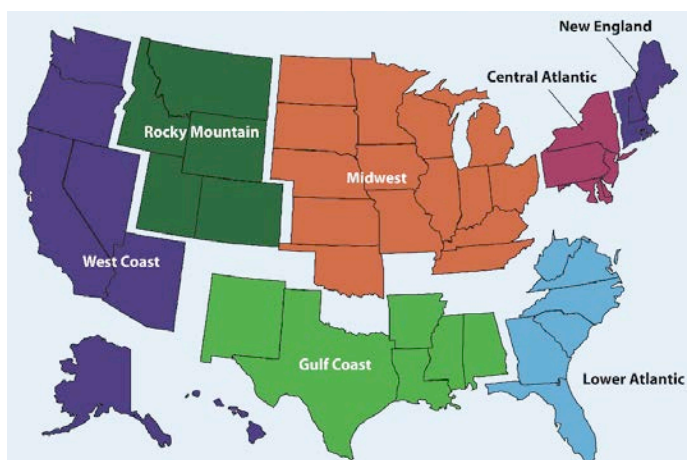 New England
Central Atlantic
Rocky Mountain
Midwest
West Coast
Gulf Coast
Lower Atlantic